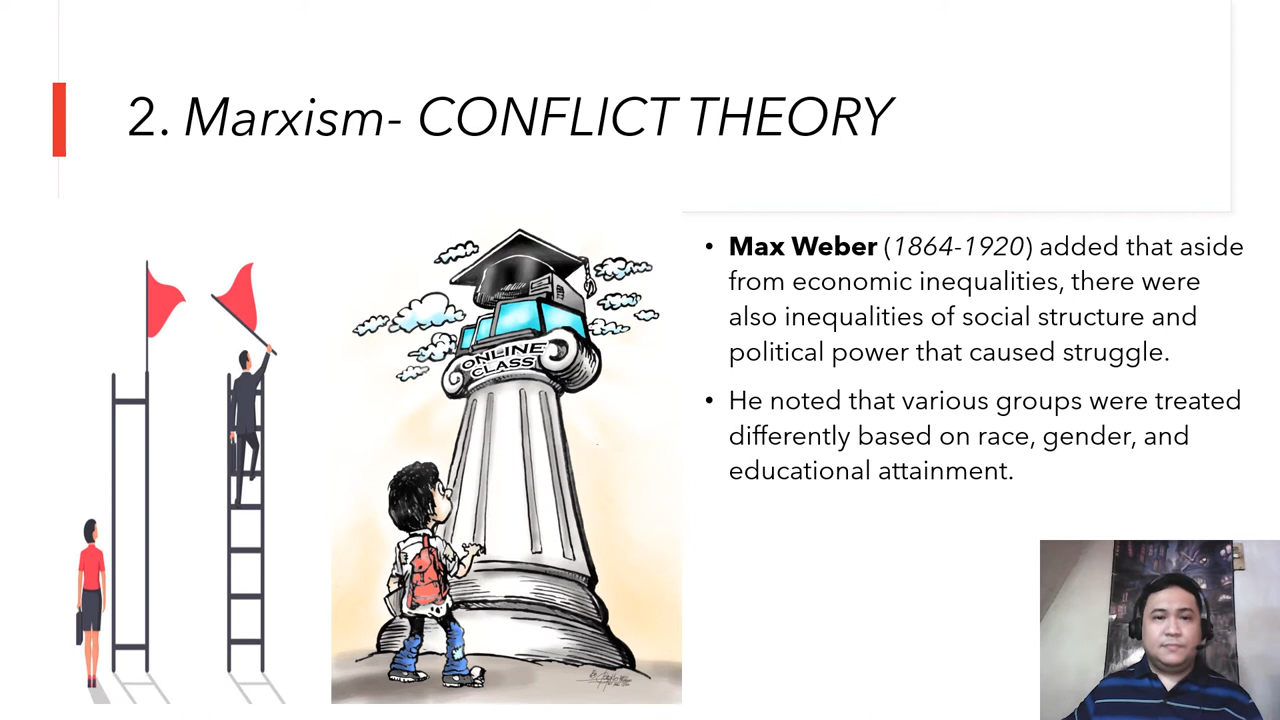 2. Marxism- CONFLICT THEORY
• Max Weber (1864-1920) added that aside
from economic inequalities, there were
also inequalities of social structure and
political power that caused struggle.
• He noted that various groups were treated
differently based on race, gender, and
educational attainment.
ONLINE
CLASS